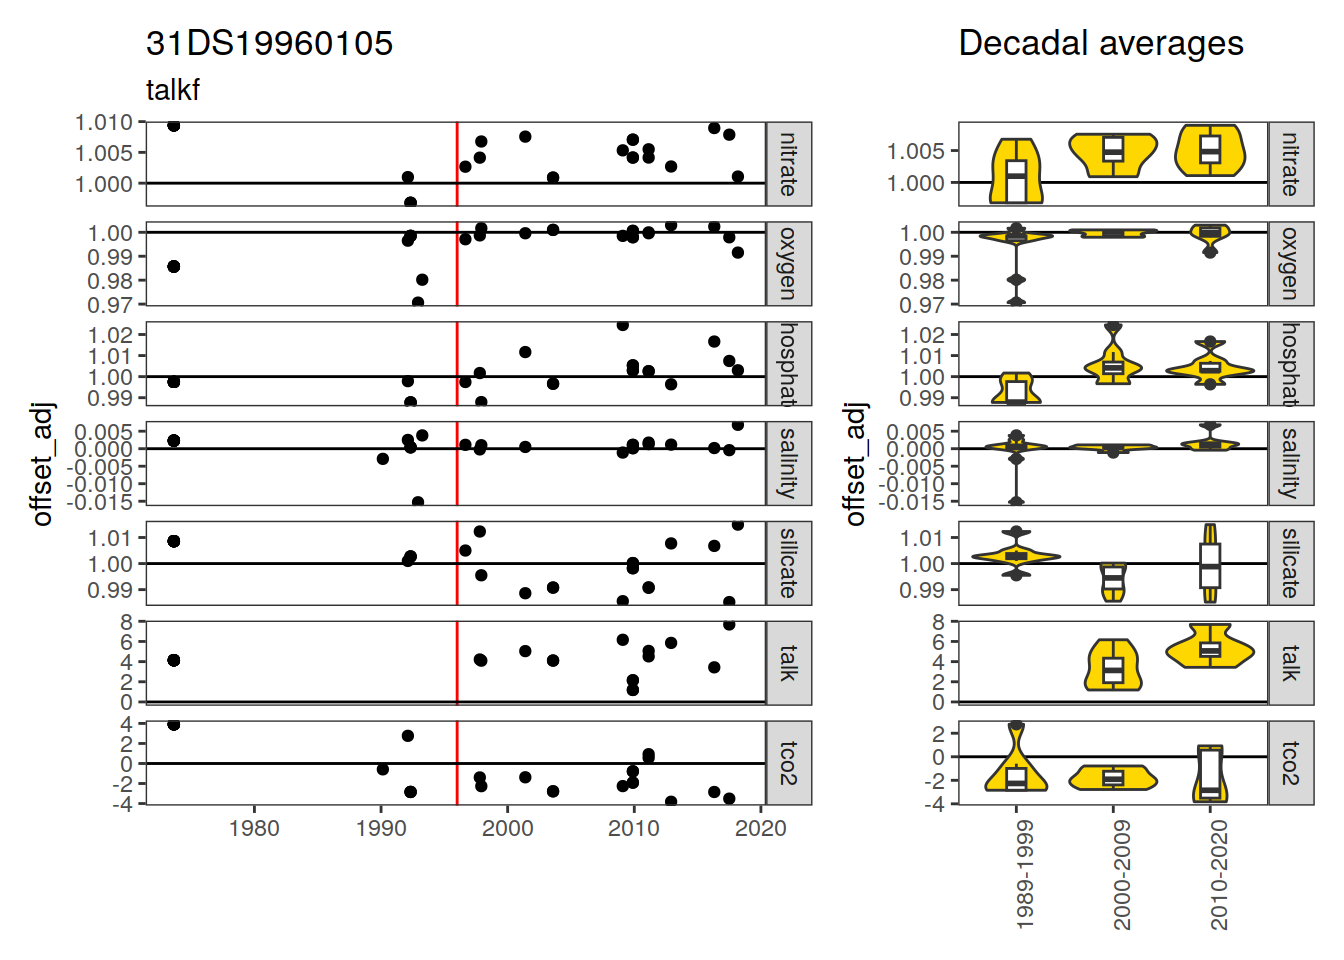 31DS19960105
talkf
Decadal averages
offset_adj
1.010
1.005
1.000
nitrate
1.00
0.99
0.98
0.97
oxygen
1.02
1.01
1.00
0.99
hosphat
0.005
0.000
-0.005
-0.010
-0.015
salinity
1.01
1.00
0.99
silicate
8
6
4
2
0
talk
4
2
0
-2
-4
tco2
1980 1990 2000 2010 2020
offset_adj
1.005
1.000
nitrate
1.00
0.99
0.98
0.97
oxygen
1.02
1.01
1.00
0.99
hosphat
0.005
0.000
-0.005
-0.010
-0.015
salinity
1.01
1.00
0.99
silicate
8
6
4
2
0
talk
2
0
-2
-4
tco2
1989-1999
2000-2009
2010-2020